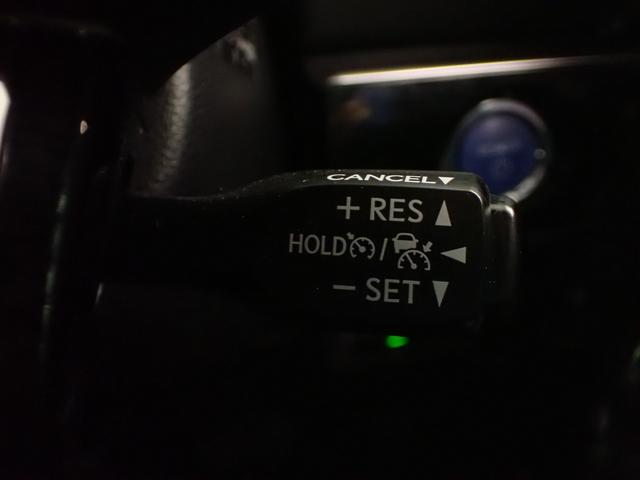 CANCEL▼
+ RES ▲
HOLD / ◀
− SET ▼